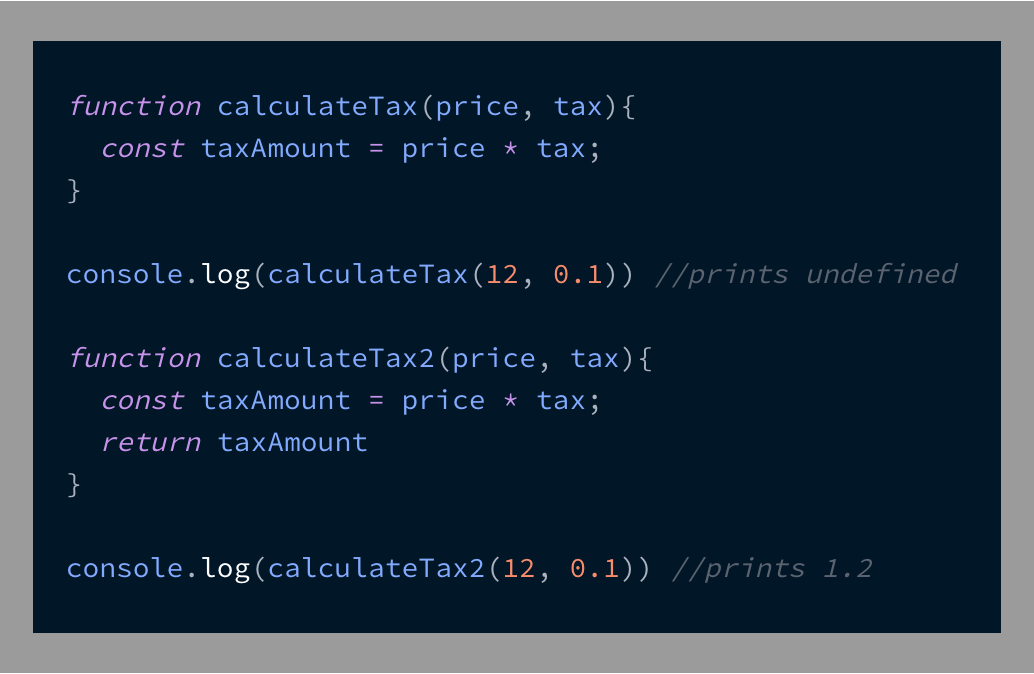 function calculateTax(price, tax){
  const taxAmount = price * tax;
}
console.log(calculateTax(12, 0.1)) //prints undefined
function calculateTax2(price, tax){
  const taxAmount = price * tax;
  return taxAmount
}
console.log(calculateTax2(12, 0.1)) //prints 1.2